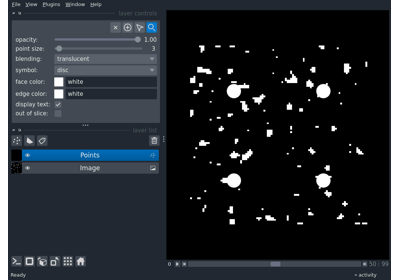 File View Plugins Window Help
layer controls
opacity: 1.00
point size: 3
blending: translucent
symbol: disc
face color: white
edge color: white
display text:
out of slice:
layer list
Points
Image
0 50 99
Ready activity